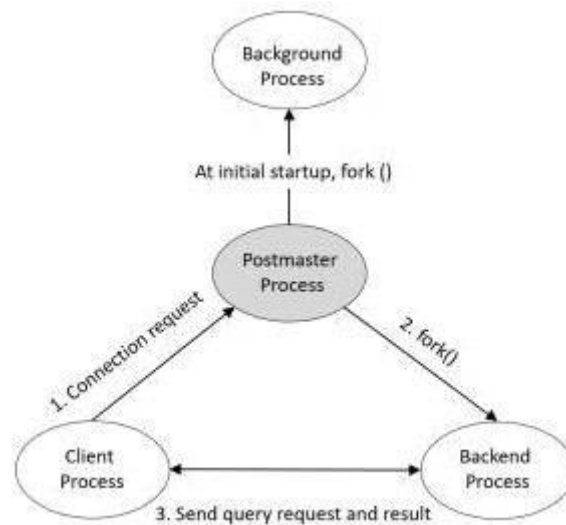 Background
Process
At initial startup, fork ()
Postmaster
Process
1. Connection request
2. fork()
Client
Process
Backend
Process
3. Send query request and result